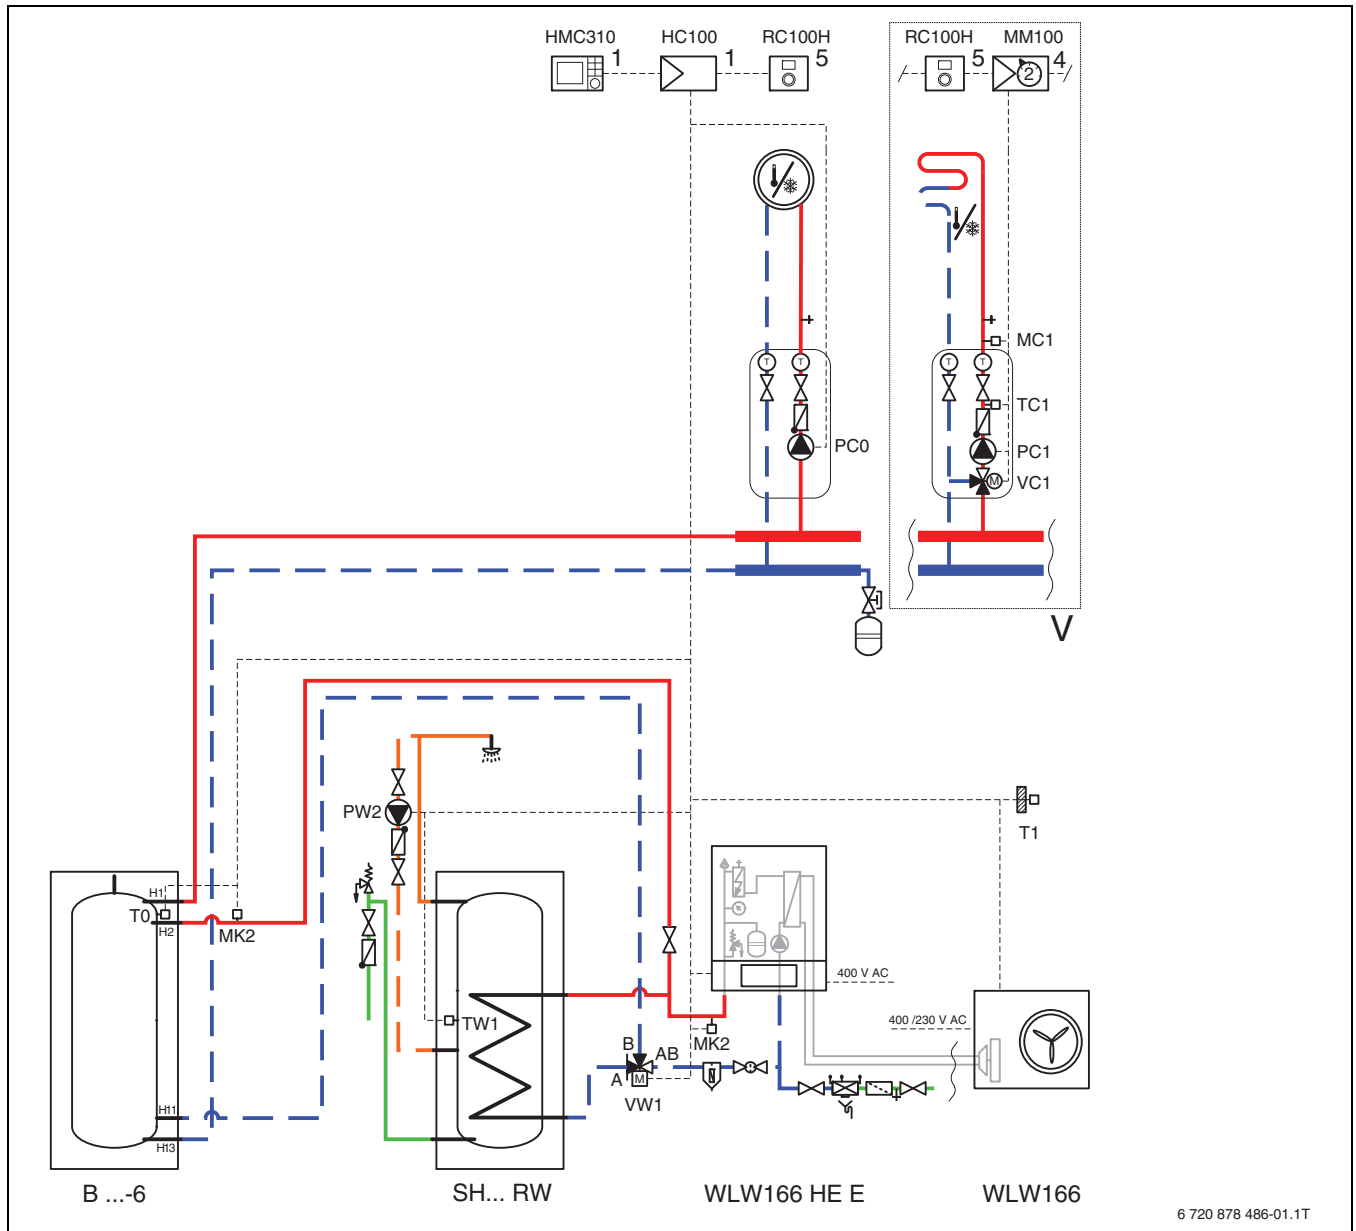 HMC310 HC100 RC100H RC100H MM100
1 1 5 5 2 4
MC1
T T T T
TC1
PC0 PC1
M VC1
V
PW2
T1
H1
T0
H2 MK2
400 V AC
400 /230 V AC
TW1
MK2
B AB
A M
VW1
H11
H13
B ...-6 SH... RW WLW166 HE E WLW166
6 720 878 486-01.1T